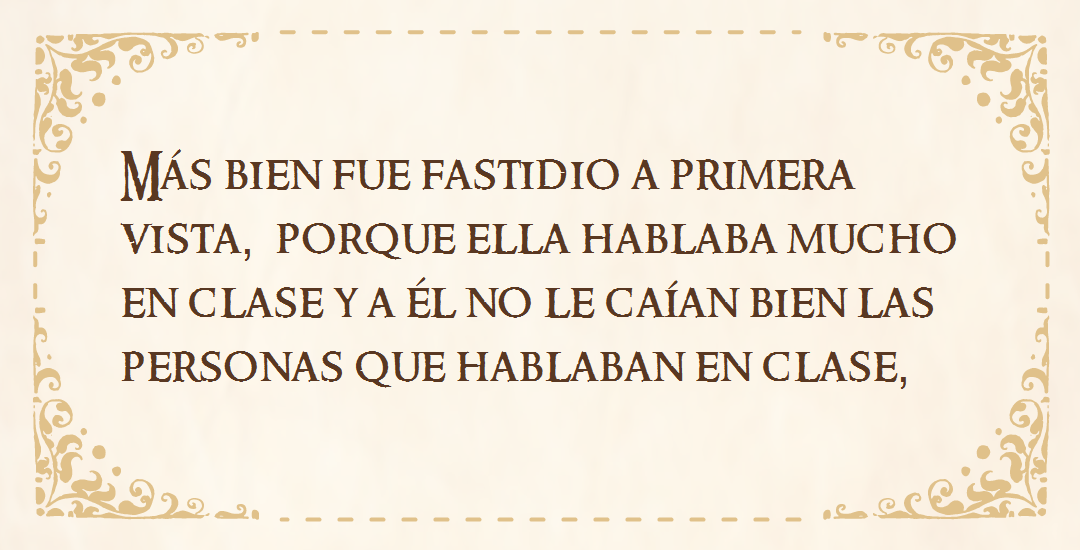 MÁS BIEN FUE FASTIDIO A PRIMERA
VISTA, PORQUE ELLA HABLABA MUCHO
EN CLASE Y A ÉL NO LE CAÍAN BIEN LAS
PERSONAS QUE HABLABAN EN CLASE,